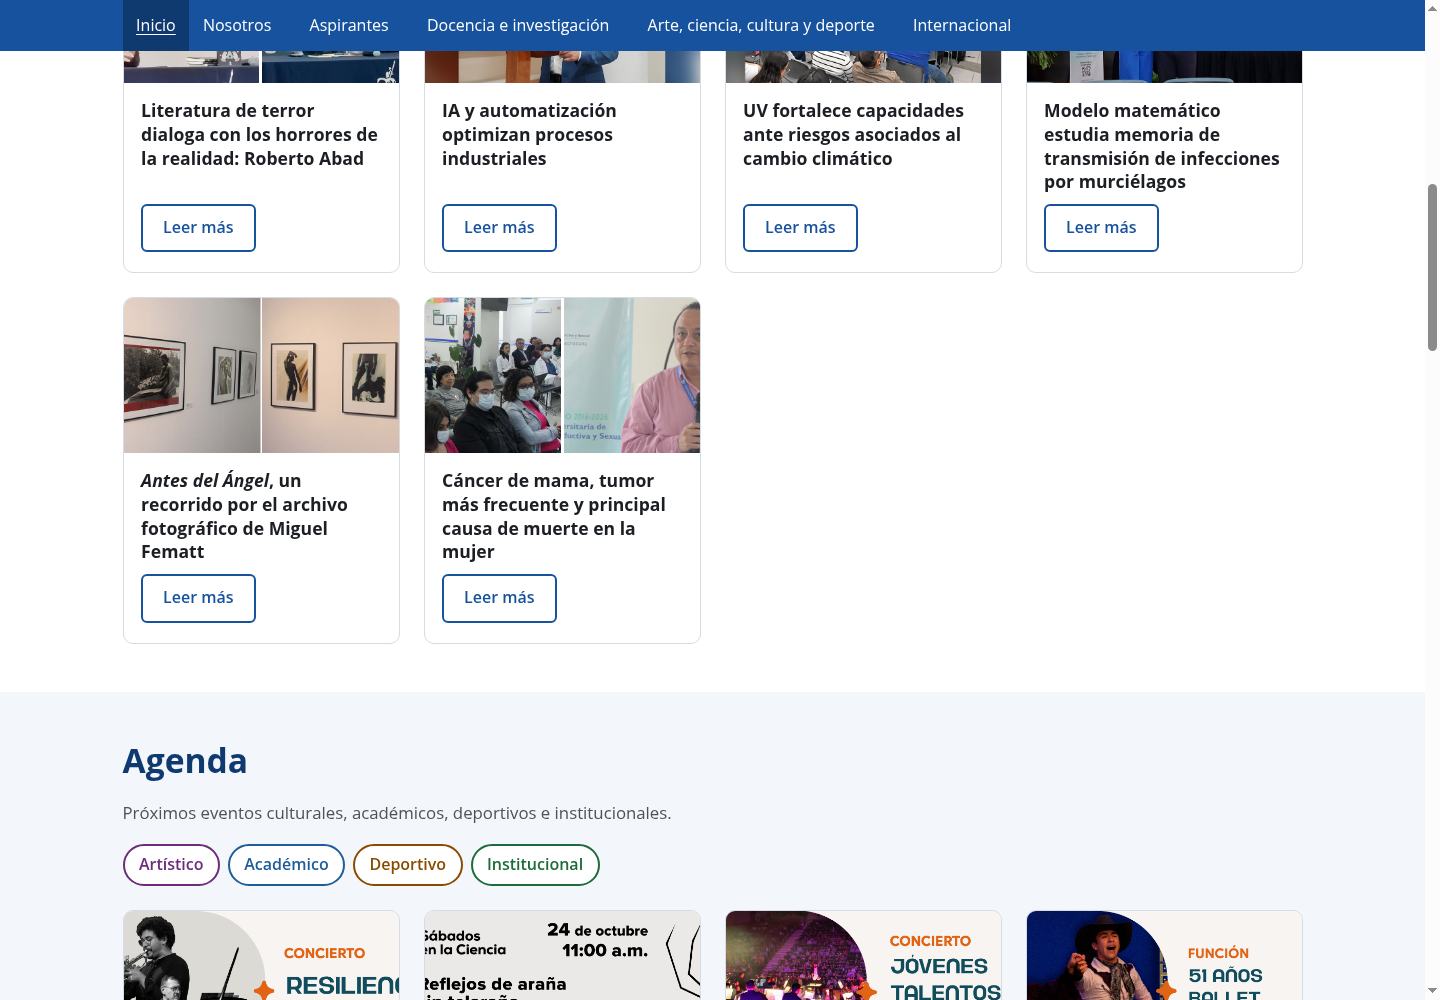 Inicio
Nosotros
Aspirantes
Docencia e investigación
Arte, ciencia, cultura y deporte
Internacional
Literatura de terror
dialoga con los horrores de
la realidad: Roberto Abad
Leer más
IA y automatización
optimizan procesos
industriales
Leer más
UV fortalece capacidades
ante riesgos asociados al
cambio climático
Leer más
Modelo matemático
estudia memoria de
transmisión de infecciones
por murciélagos
Leer más
Antes del Ángel, un
recorrido por el archivo
fotográfico de Miguel
Fematt
Leer más
Cáncer de mama, tumor
más frecuente y principal
causa de muerte en la
mujer
Leer más
Agenda
Próximos eventos culturales, académicos, deportivos e institucionales.
Artístico
Académico
Deportivo
Institucional
CONCIERTO
RESILIENC
Sábados
en la Ciencia
24 de octubre
11:00 a.m.
Reflejos de araña
CONCIERTO
JÓVENES
TALENTOS
FUNCIÓN
51 AÑOS
BALLET